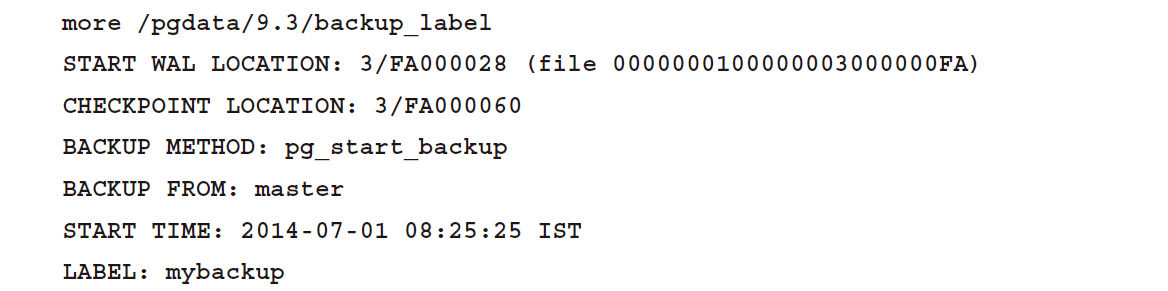 more /pgdata/9.3/backup_label
START WAL LOCATION: 3/FA000028 (file 0000000100000003000000FA)
CHECKPOINT LOCATION: 3/FA000060
BACKUP METHOD: pg_start_backup
BACKUP FROM: master
START TIME: 2014-07-01 08:25:25 IST
LABEL: mybackup